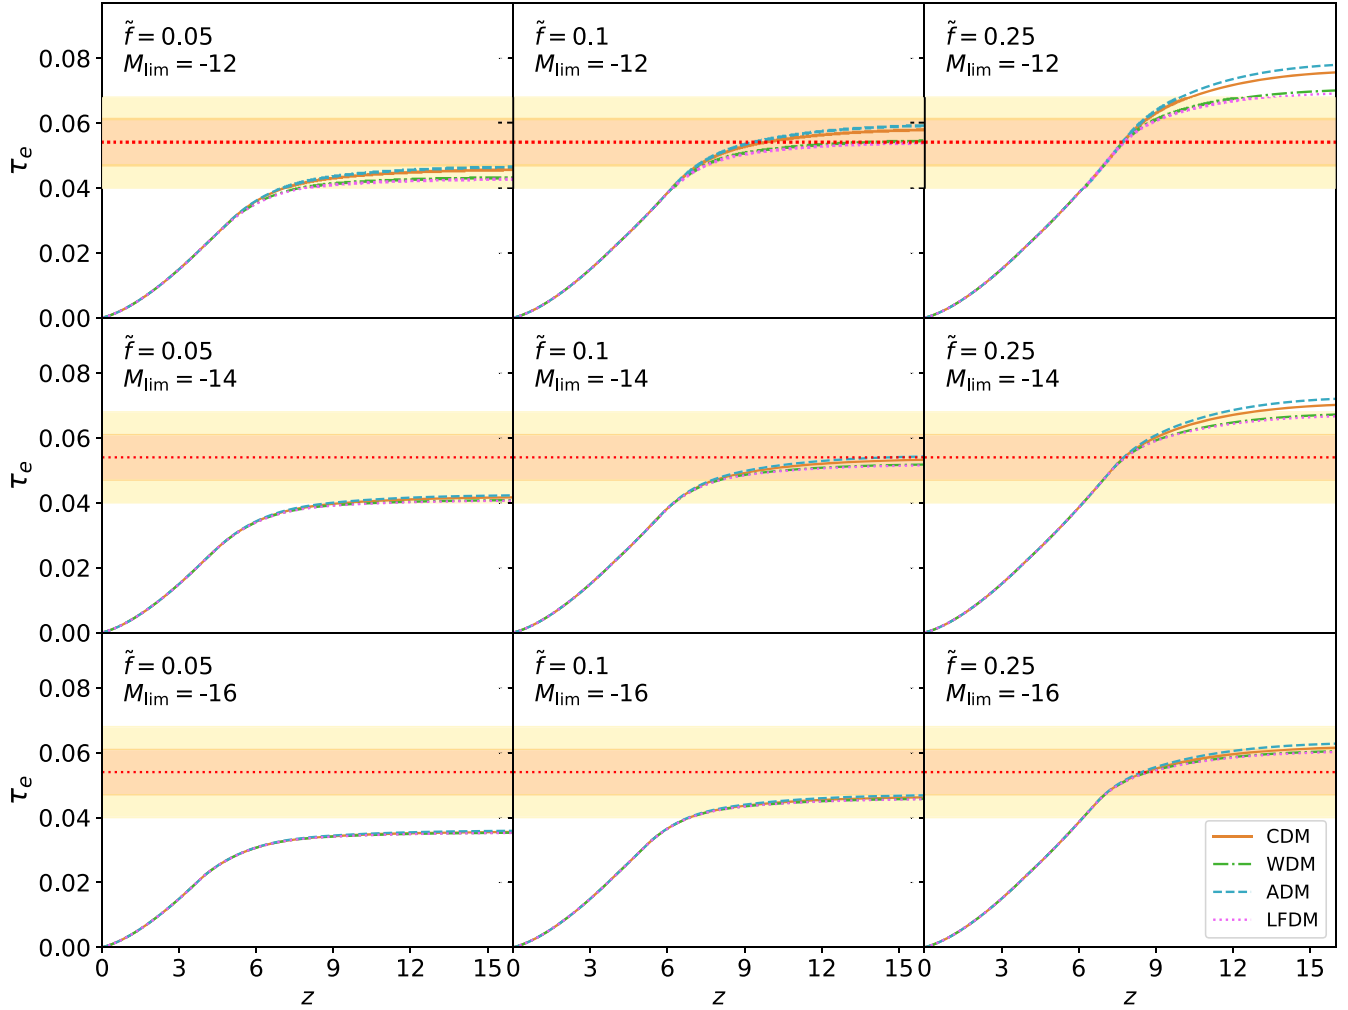 f̃ = 0.05
M_lim = -12
f̃ = 0.1
M_lim = -12
f̃ = 0.25
M_lim = -12
0.08
0.06
0.04
0.02
0.00
τ_e
f̃ = 0.05
M_lim = -14
f̃ = 0.1
M_lim = -14
f̃ = 0.25
M_lim = -14
0.08
0.06
0.04
0.02
0.00
τ_e
f̃ = 0.05
M_lim = -16
f̃ = 0.1
M_lim = -16
f̃ = 0.25
M_lim = -16
0.08
0.06
0.04
0.02
0.00
τ_e
CDM
WDM
ADM
LFDM
0 3 6 9 12 15 0 3 6 9 12 15 0 3 6 9 12 15
z z z